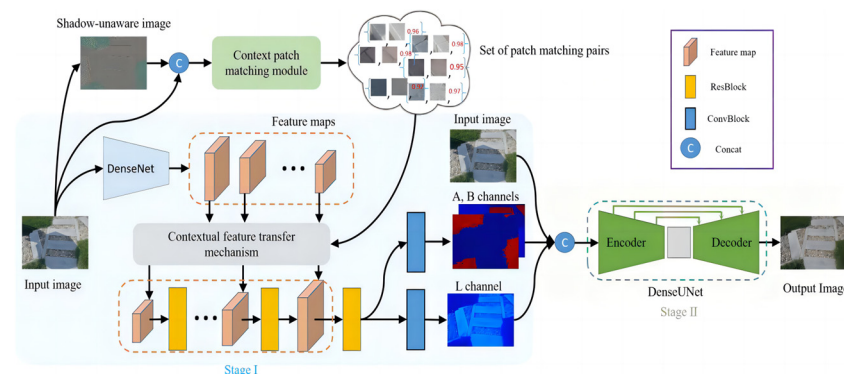 Shadow-unaware image
C
Context patch
matching module
0.96
0.98
0.98
0.95
0.97
Set of patch matching pairs
Feature map
ResBlock
ConvBlock
C
Concat
Feature maps
DenseNet
Input image
Contextual feature transfer
mechanism
Input image
A, B channels
L channel
C
Encoder
Decoder
DenseUNet
Stage II
Output Image
Stage I